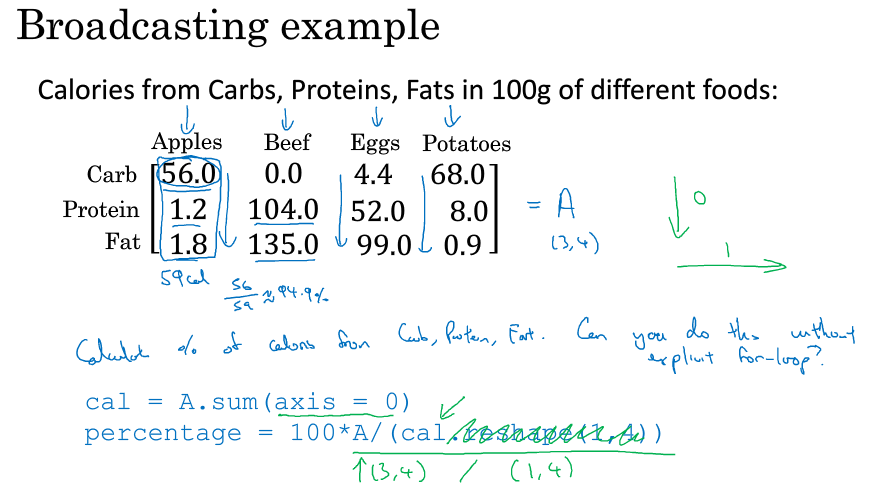 Broadcasting example
Calories from Carbs, Proteins, Fats in 100g of different foods:
Apples Beef Eggs Potatoes
Carb 56.0 0.0 4.4 68.0
Protein 1.2 104.0 52.0 8.0 = A
Fat 1.8 135.0 99.0 0.9 (3,4)
0
1
59 cal
56/59 ≈ 94.9%
Calculate % of calories from Carb, Protein, Fat. Can you do this without
explicit for-loop?
cal = A.sum(axis = 0)
percentage = 100*A/(cal.reshape(1,4))
↑(3,4) / (1,4)